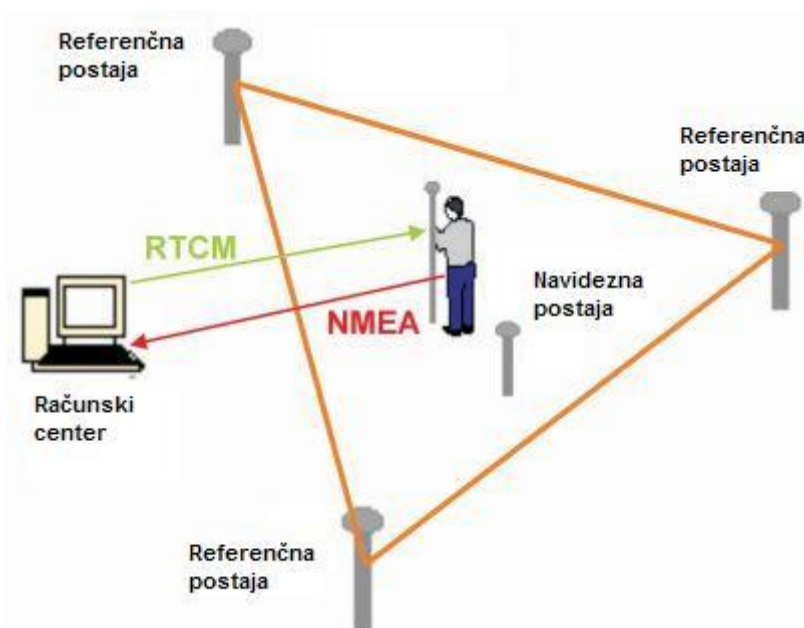 Referenčna
postaja
Referenčna
postaja
RTCM
Navidezna
postaja
NMEA
Računski
center
Referenčna
postaja